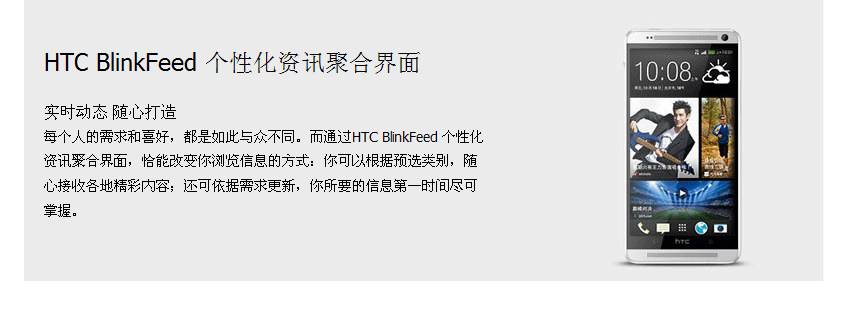 HTC BlinkFeed 个性化资讯聚合界面
实时动态 随心打造
每个人的需求和喜好，都是如此与众不同。而通过HTC BlinkFeed 个性化
资讯聚合界面，恰能改变你浏览信息的方式：你可以根据预选类别，随
心接收各地精彩内容；还可依据需求更新，你所要的信息第一时间尽可
掌握。
10:08
htc